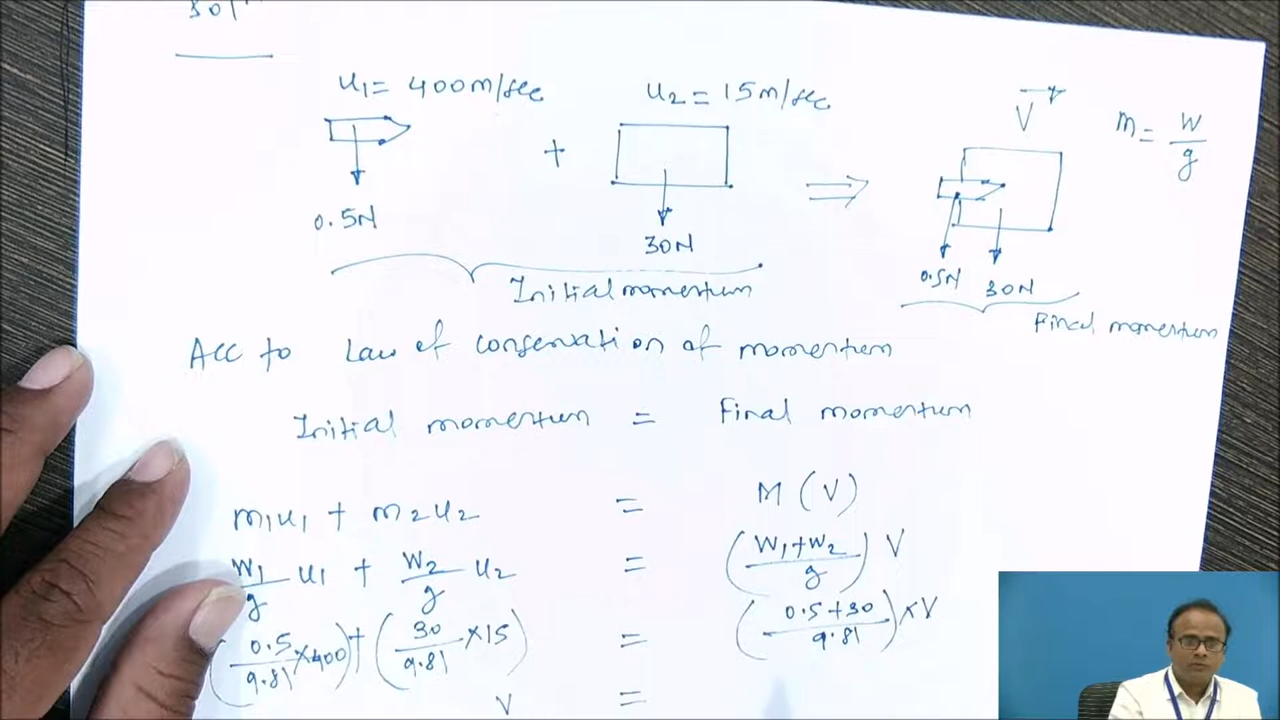 u1 = 400m/sec u2 = 15m/sec V m = W/g
+ ⇒
0.5N 30N 0.5N 30N
Initial momentum Final momentum
Acc to Law of conservation of momentum
Initial momentum = Final momentum
m1u1 + m2u2 = M (V)
W1/g u1 + W2/g u2 = (W1+W2/g) V
(0.5/9.81 ×400) + (30/9.81 ×15) = (0.5+30/9.81) ×V
V =